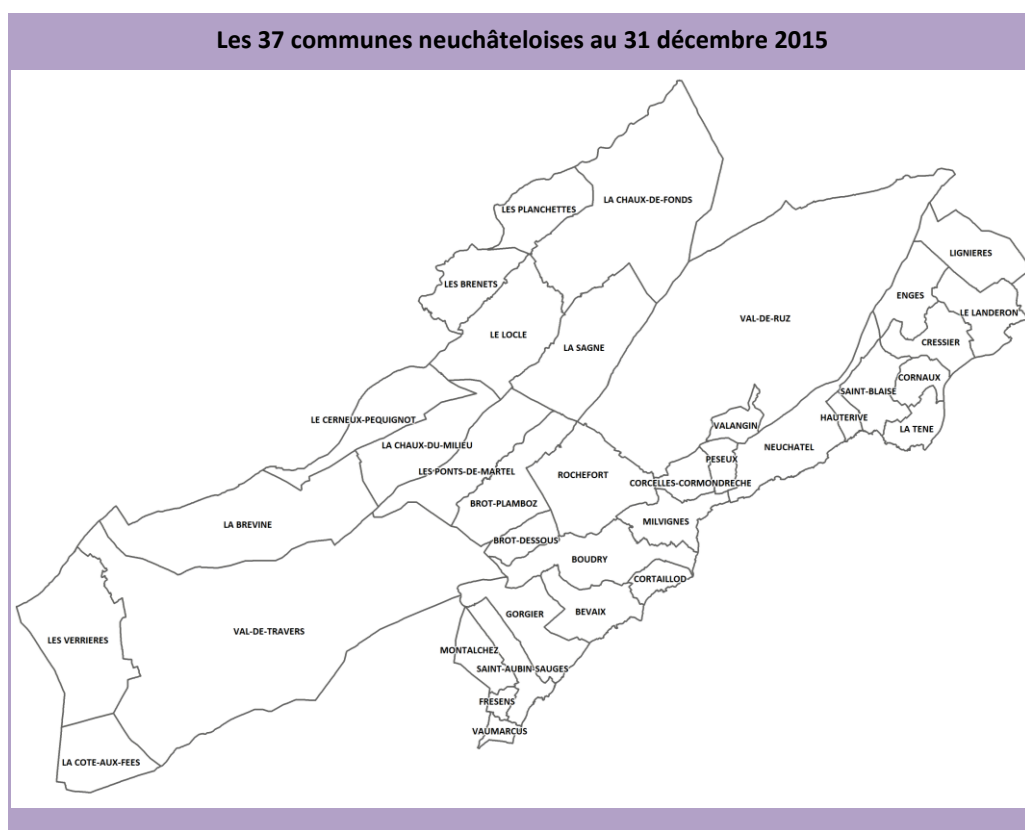 Les 37 communes neuchâteloises au 31 décembre 2015
LA CHAUX-DE-FONDS
LES PLANCHETTES
LIGNIERES
LES BRENETS
ENGES
LE LANDERON
VAL-DE-RUZ
LE LOCLE
CRESSIER
LA SAGNE
CORNAUX
SAINT-BLAISE
HAUTERIVE
LE CERNEUX-PEQUIGNOT
VALANGIN
LA TENE
LA CHAUX-DU-MILIEU
NEUCHATEL
PESEUX
LES PONTS-DE-MARTEL
ROCHEFORT
CORCELLES-CORMONDRECHE
BROT-PLAMBOZ
MILVIGNES
LA BREVINE
BROT-DESSOUS
BOUDRY
CORTAILLOD
BEVAIX
GORGIER
VAL-DE-TRAVERS
LES VERRIERES
MONTALCHEZ
SAINT-AUBIN-SAUGES
FRESENS
VAUMARCUS
LA COTE-AUX-FEES